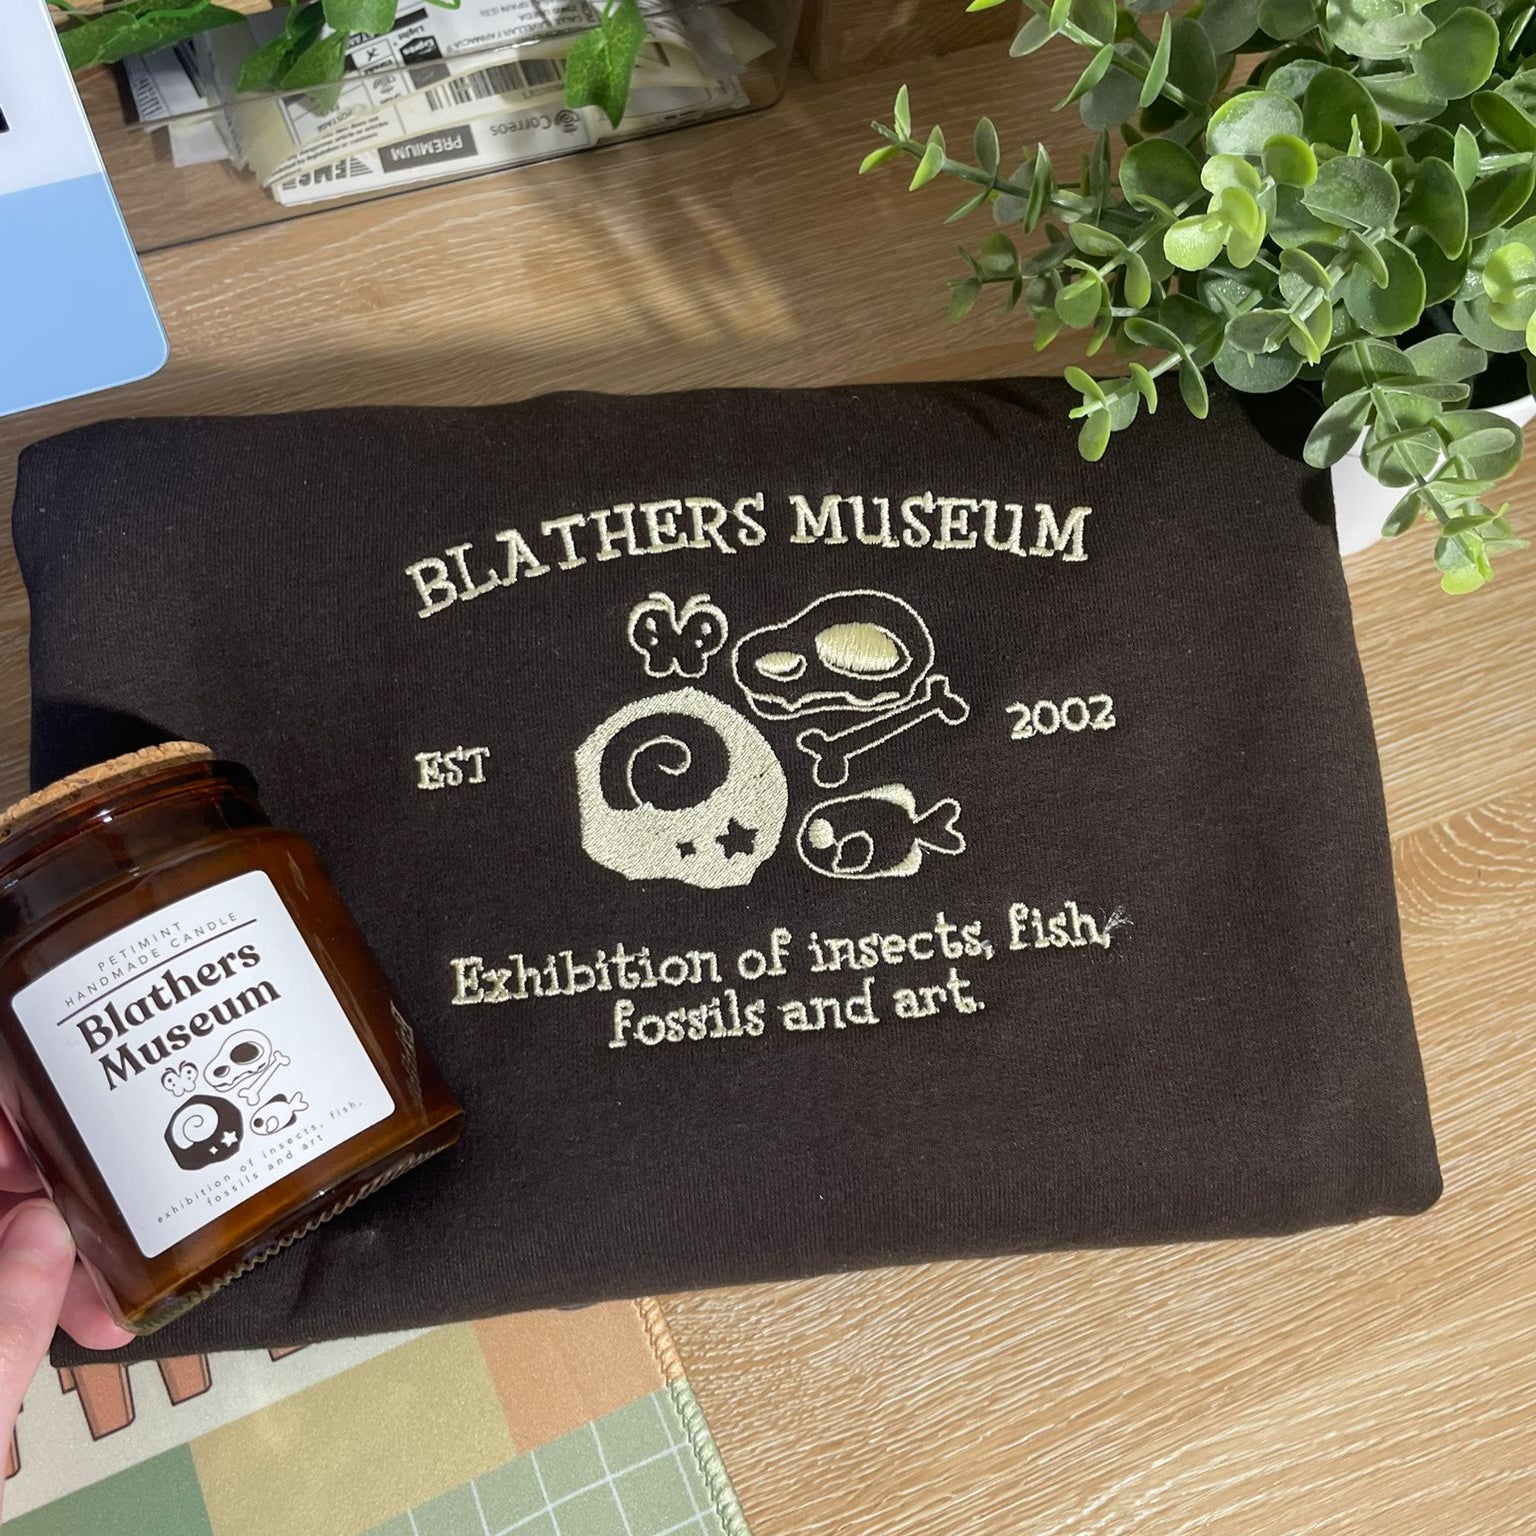 PREMIUM
Correos
BLATHERS MUSEUM
EST
2002
Exhibition of insects, fish,
fossils and art.
PETIMINT
HANDMADE CANDLE
Blathers
Museum
exhibition of insects, fish,
fossils and art